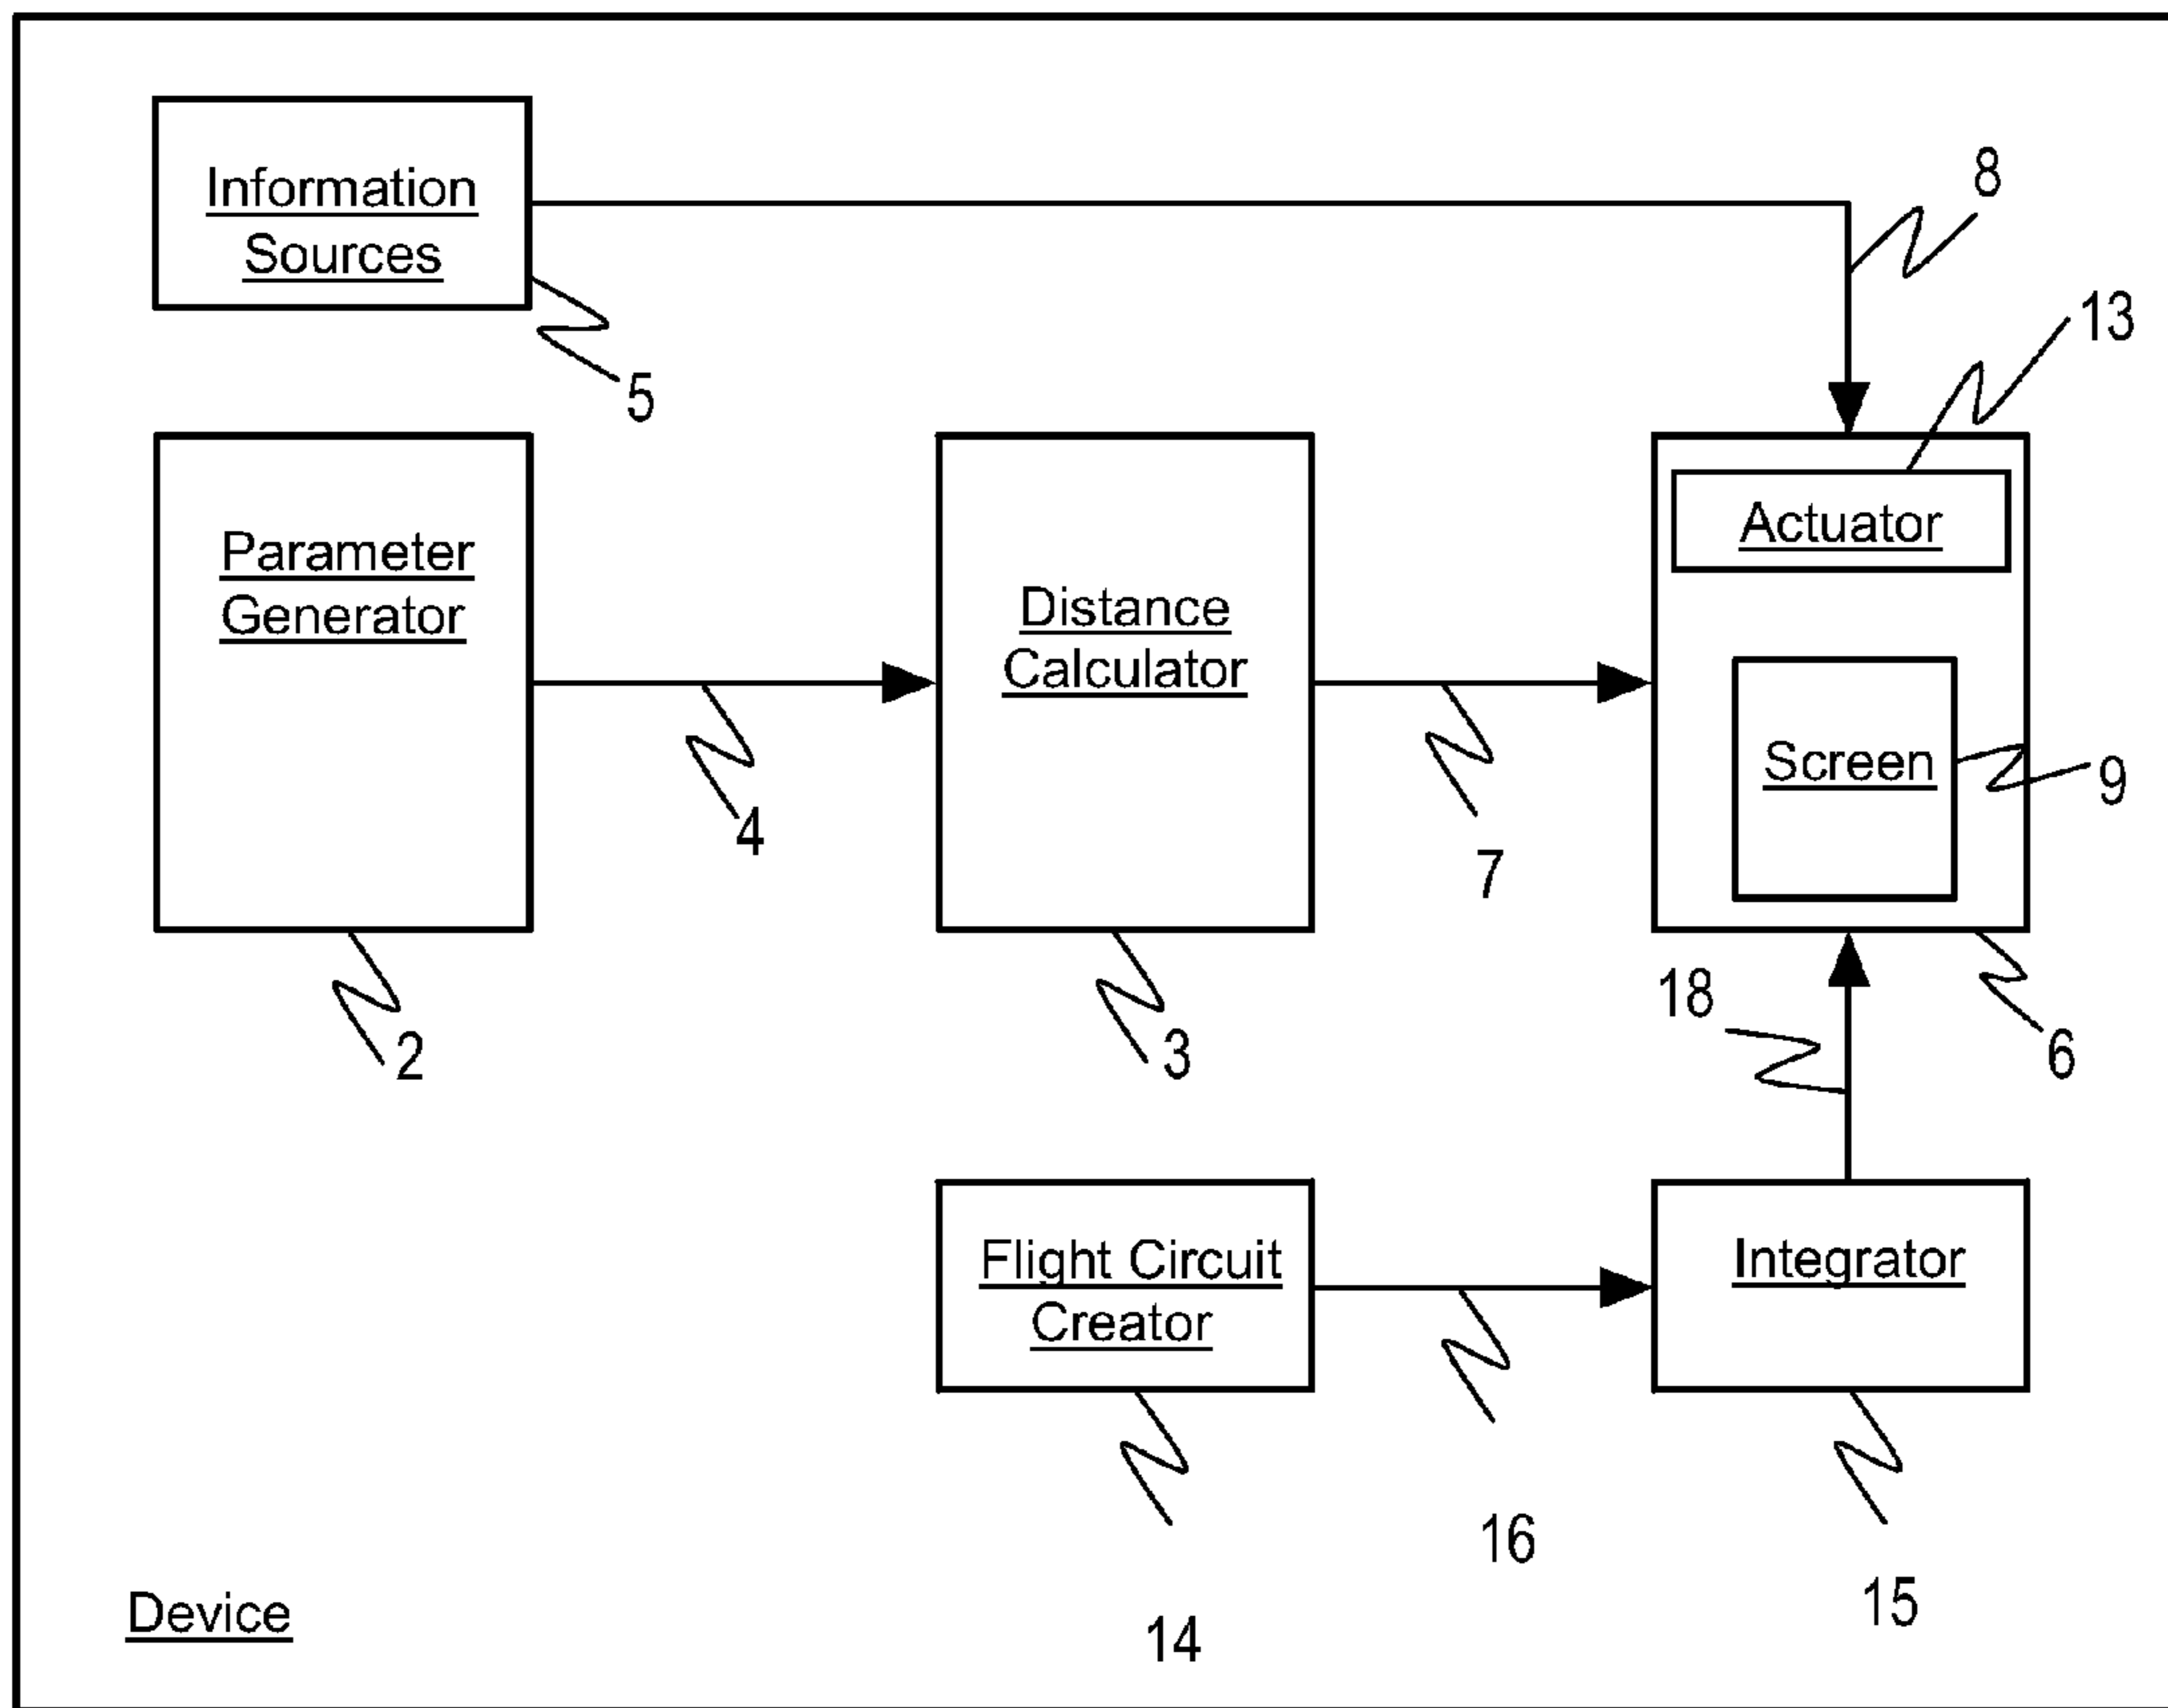 Information
Sources
8
13
5
Parameter
Generator
Distance
Calculator
Actuator
Screen
4
7
9
2
3
18
6
Flight Circuit
Creator
Integrator
16
15
14
Device